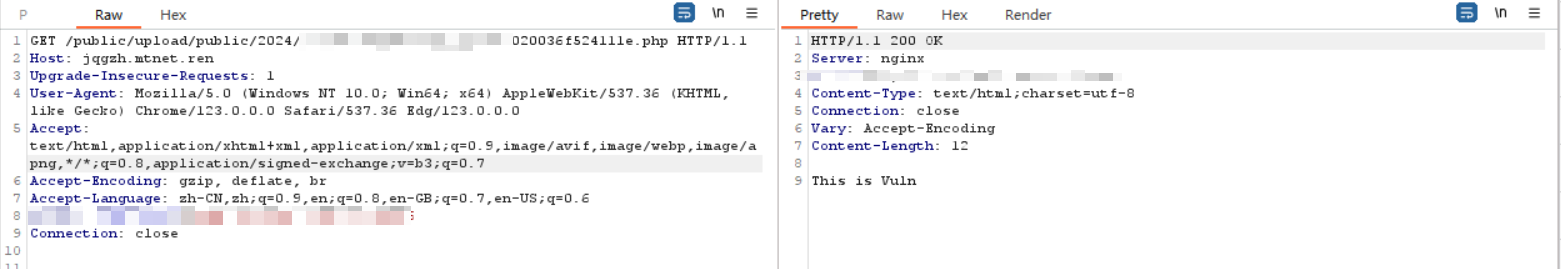 P Raw Hex \n
1 GET /public/upload/public/2024/ 020036f524111e.php HTTP/1.1
2 Host: jqgzh.mtnet.ren
3 Upgrade-Insecure-Requests: 1
4 User-Agent: Mozilla/5.0 (Windows NT 10.0; Win64; x64) AppleWebKit/537.36 (KHTML,
like Gecko) Chrome/123.0.0.0 Safari/537.36 Edg/123.0.0.0
5 Accept:
text/html,application/xhtml+xml,application/xml;q=0.9,image/avif,image/webp,image/a
png,*/*;q=0.8,application/signed-exchange;v=b3;q=0.7
6 Accept-Encoding: gzip, deflate, br
7 Accept-Language: zh-CN,zh;q=0.9,en;q=0.8,en-GB;q=0.7,en-US;q=0.6
8
9 Connection: close
10
11
Pretty Raw Hex Render \n
1 HTTP/1.1 200 OK
2 Server: nginx
3
4 Content-Type: text/html;charset=utf-8
5 Connection: close
6 Vary: Accept-Encoding
7 Content-Length: 12
8
9 This is Vuln